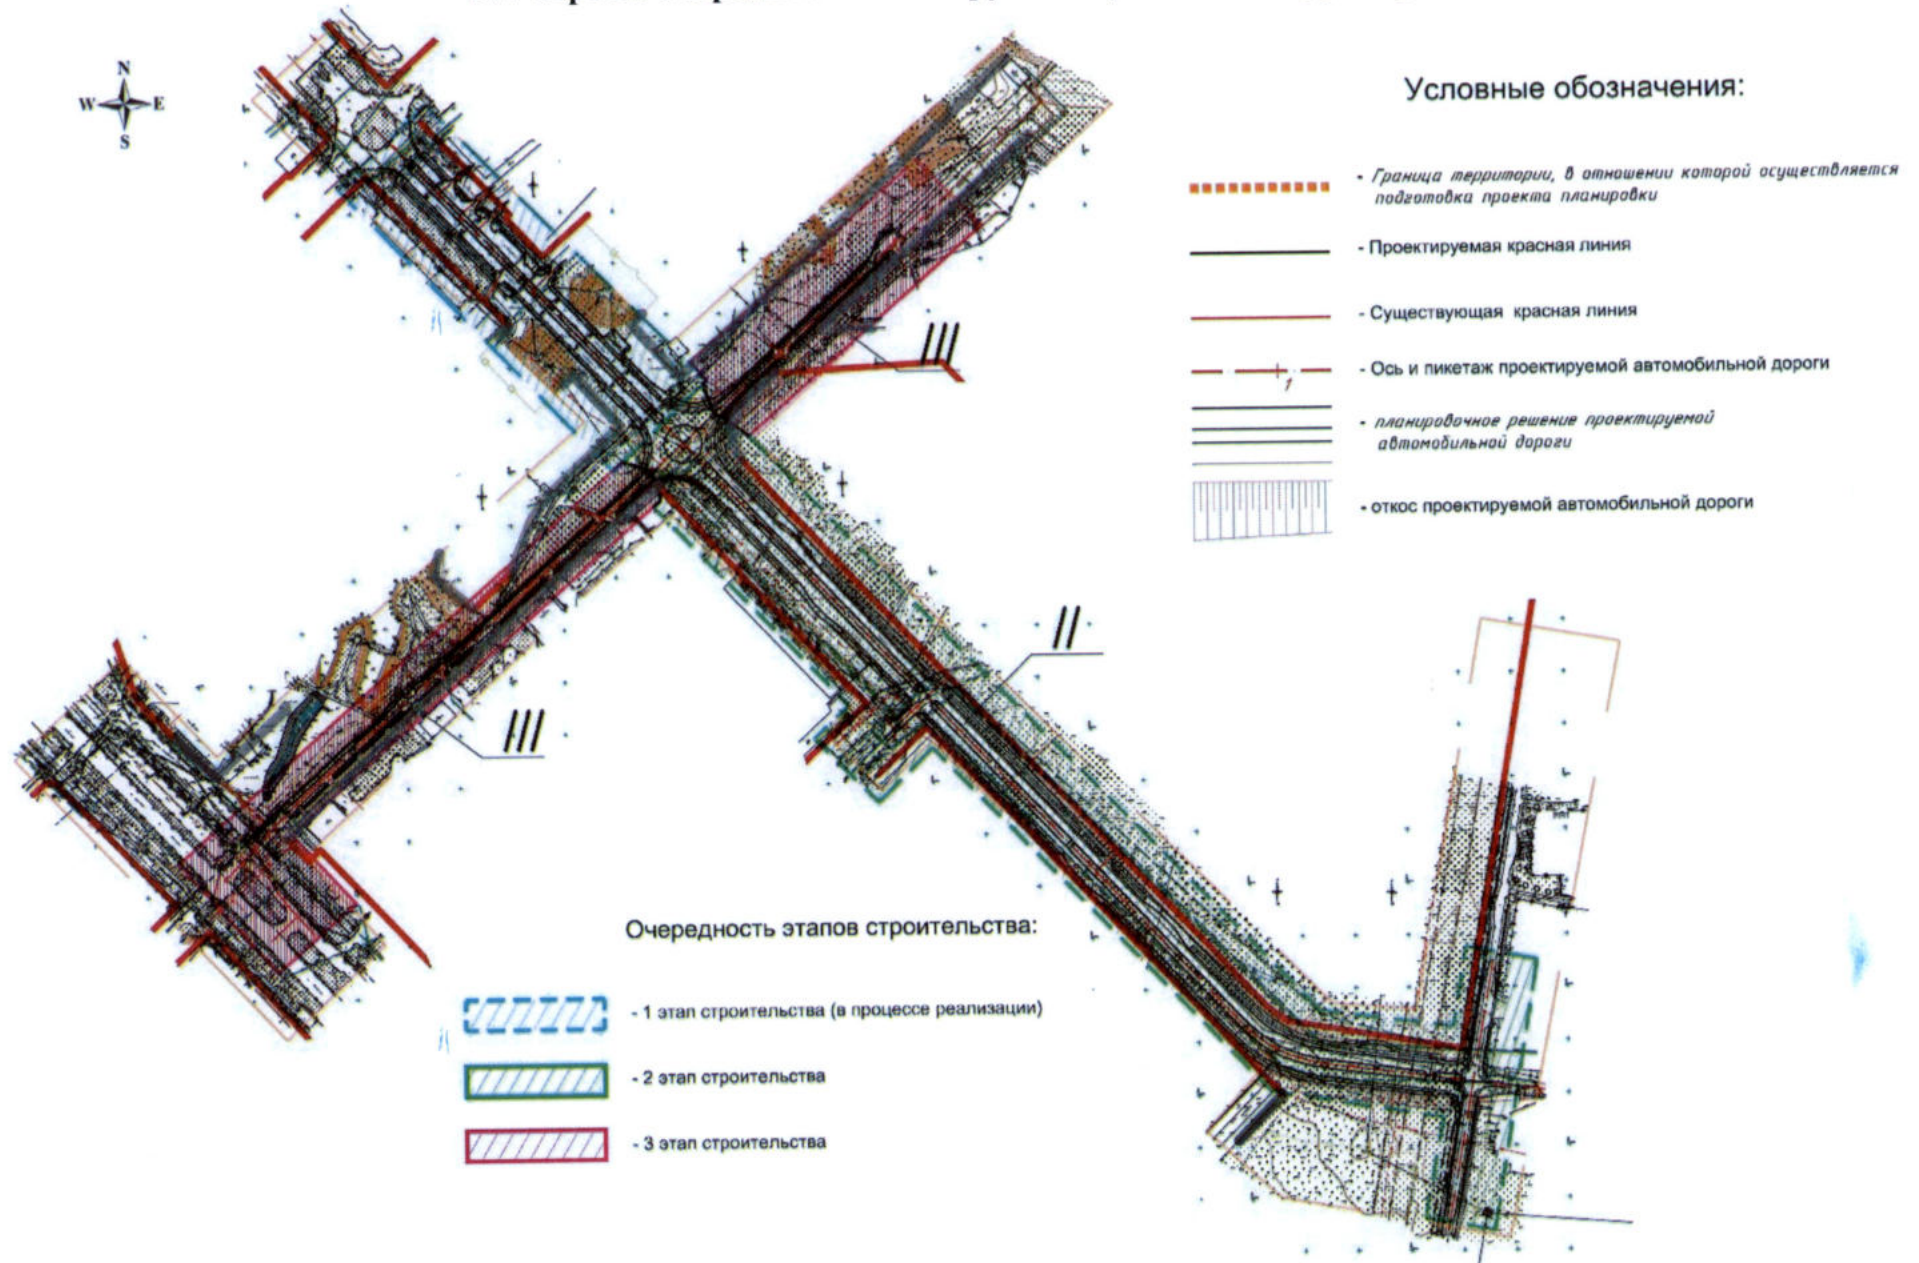 N
W E
S
Условные обозначения:
- Граница территории, в отношении которой осуществляется
подготовка проекта планировки
- Проектируемая красная линия
- Существующая красная линия
- Ось и пикетаж проектируемой автомобильной дороги
1
- планировочное решение проектируемой
автомобильной дороги
- откос проектируемой автомобильной дороги
III
II
III
Очередность этапов строительства:
- 1 этап строительства (в процессе реализации)
- 2 этап строительства
- 3 этап строительства